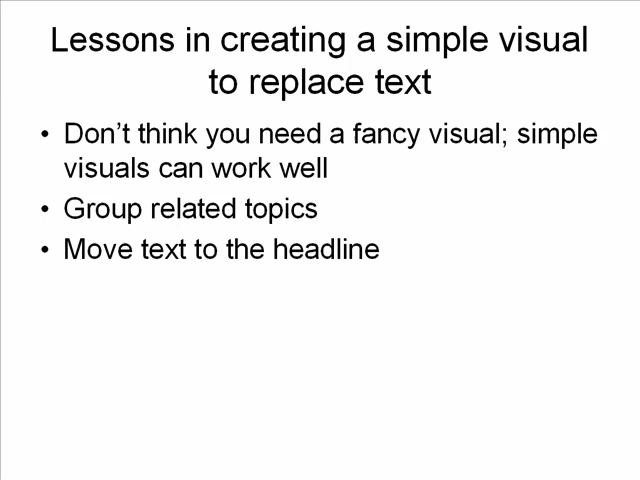 Lessons in creating a simple visual
to replace text
• Don’t think you need a fancy visual; simple
visuals can work well
• Group related topics
• Move text to the headline